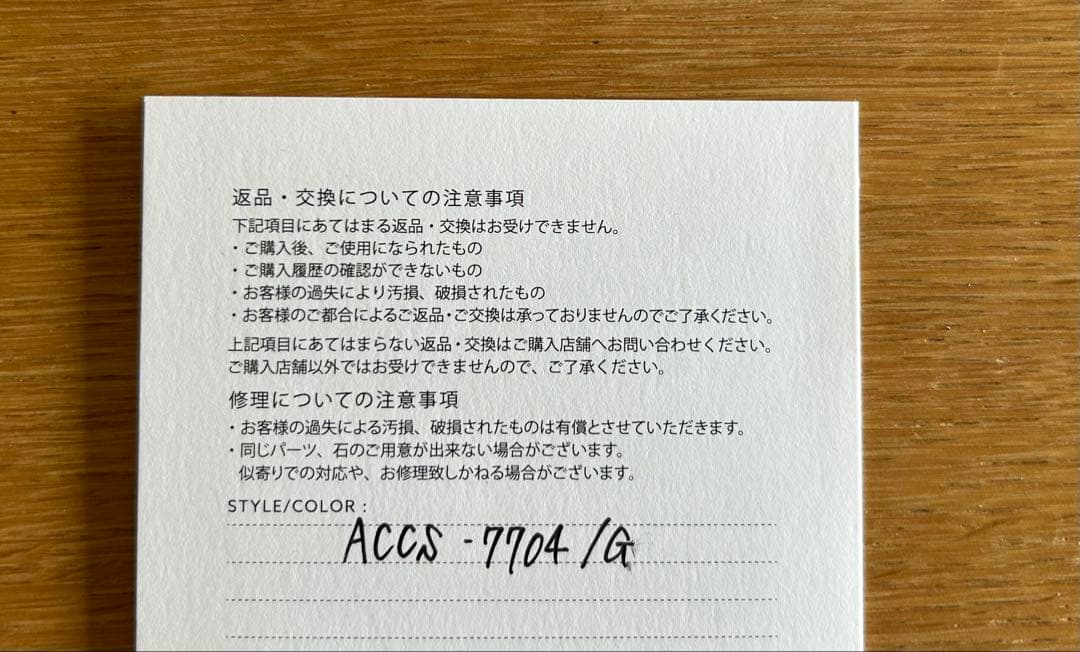 返品・交換についての注意事項
下記項目にあてはまる返品・交換はお受けできません。
・ご購入後、ご使用になられたもの
・ご購入履歴の確認ができないもの
・お客様の過失により汚損、破損されたもの
・お客様のご都合によるご返品・ご交換は承っておりませんのでご了承ください。
上記項目にあてはまらない返品・交換はご購入店舗へお問い合わせください。
ご購入店舗以外ではお受けできませんので、ご了承ください。
修理についての注意事項
・お客様の過失による汚損、破損されたものは有償とさせていただきます。
・同じパーツ、石のご用意が出来ない場合がございます。
似寄りでの対応や、お修理致しかねる場合がございます。
STYLE/COLOR :
ACCS -7704/G